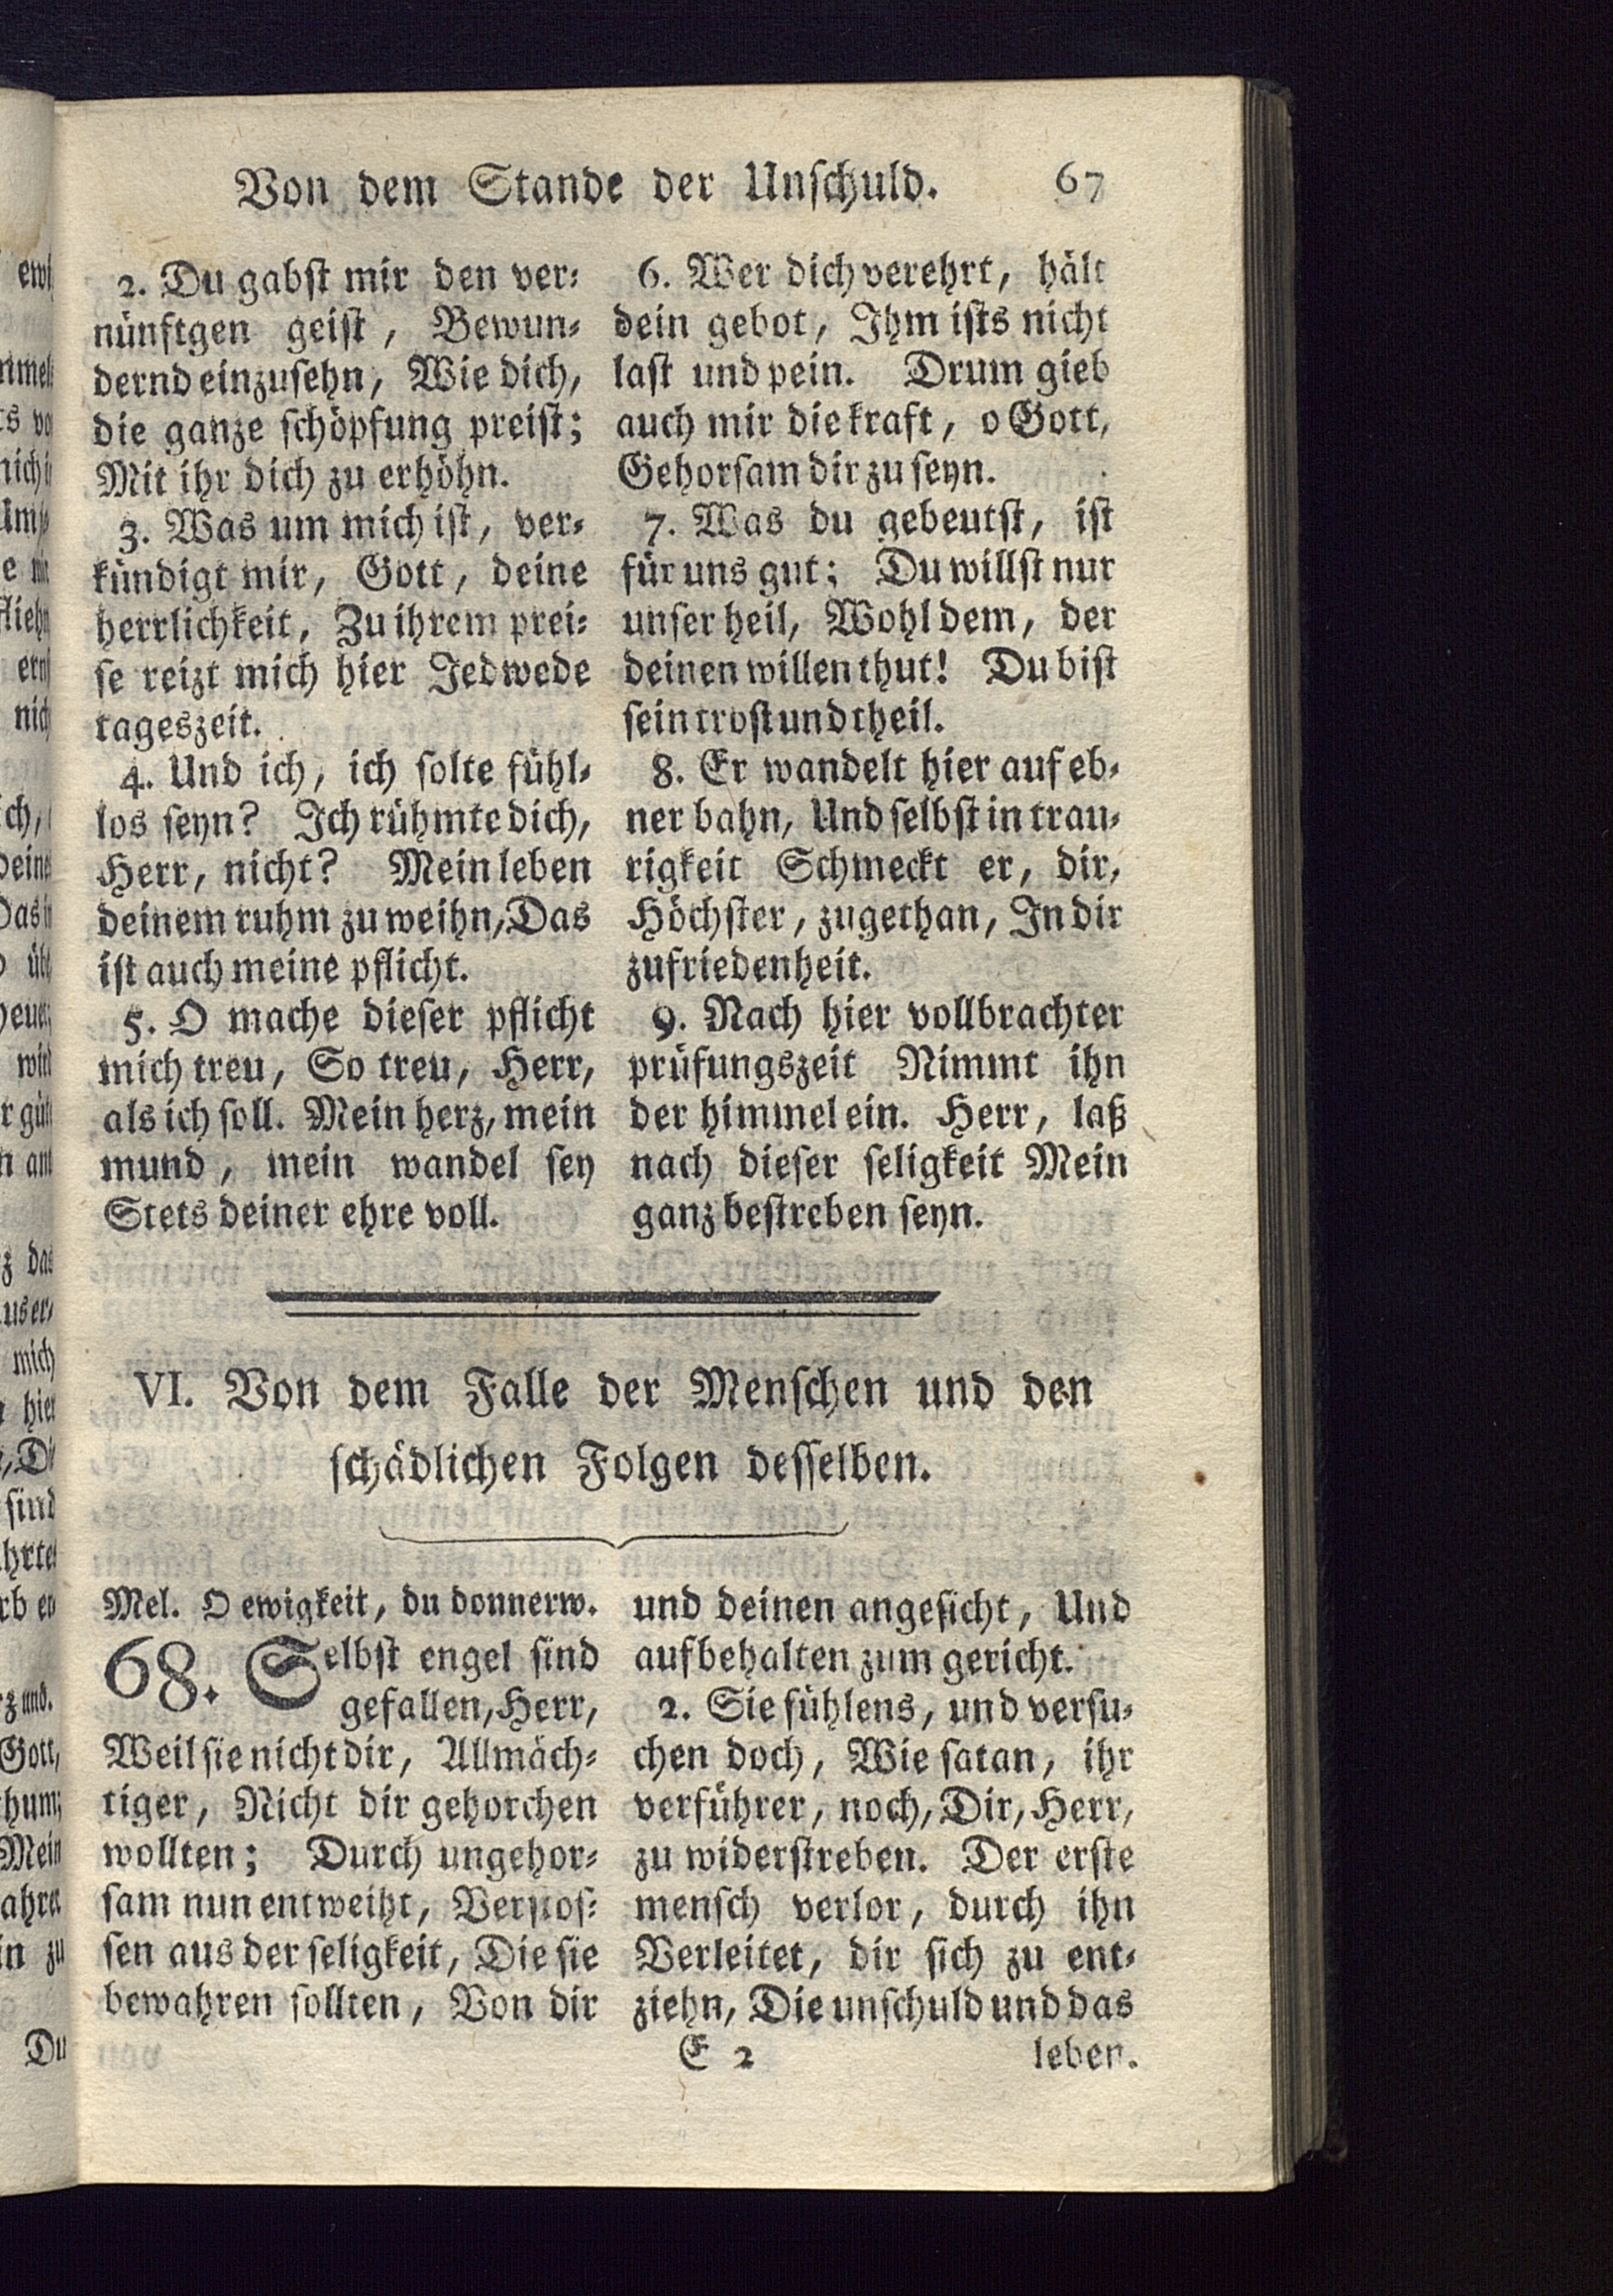 Von dem Stande der Unschuld. 67
2. Du gabst mir den ver-
nünftgen geist, Bewun-
dernd einzusehn, Wie dich,
die ganze schöpfung preist;
Mit ihr dich zu erhöhn.
3. Was um mich ist, ver-
kündigt mir, Gott, deine
herrlichkeit, Zu ihrem prei-
se reizt mich hier Jedwede
tageszeit.
4. Und ich, ich solte fühl-
los seyn? Ich rühmte dich,
Herr, nicht? Mein leben
deinem ruhm zu weihn, Das
ist auch meine pflicht.
5. O mache dieser pflicht
mich treu, So treu, Herr,
als ich soll. Mein herz, mein
mund, mein wandel sey
Stets deiner ehre voll.
6. Wer dich verehrt, hält
dein gebot, Ihm ists nicht
last und pein. Drum gieb
auch mir die kraft, o Gott,
Gehorsam dir zu seyn.
7. Was du gebeutst, ist
für uns gut; Du willst nur
unser heil, Wohl dem, der
deinen willen thut! Du bist
sein trost und theil.
8. Er wandelt hier auf eb-
ner bahn, Und selbst in trau-
rigkeit Schmeckt er, dir,
Höchster, zugethan, In dir
zufriedenheit.
9. Nach hier vollbrachter
prüfungszeit Nimmt ihn
der himmel ein. Herr, laß
nach dieser seligkeit Mein
ganz bestreben seyn.
VI. Von dem Falle der Menschen und den
schädlichen Folgen desselben.
Mel. O ewigkeit, du donnerw.
68. Selbst engel sind
gefallen, Herr,
Weil sie nicht dir, Allmäch-
tiger, Nicht dir gehorchen
wollten; Durch ungehor-
sam nun entweiht, Verstos-
sen aus der seligkeit, Die sie
bewahren sollten, Von dir
und deinen angesicht, Und
aufbehalten zum gericht.
2. Sie fühlens, und versu-
chen doch, Wie satan, ihr
verführer, noch, Dir, Herr,
zu widerstreben. Der erste
mensch verlor, durch ihn
Verleitet, dir sich zu ent-
ziehn, Die unschuld und das
E 2 leben.